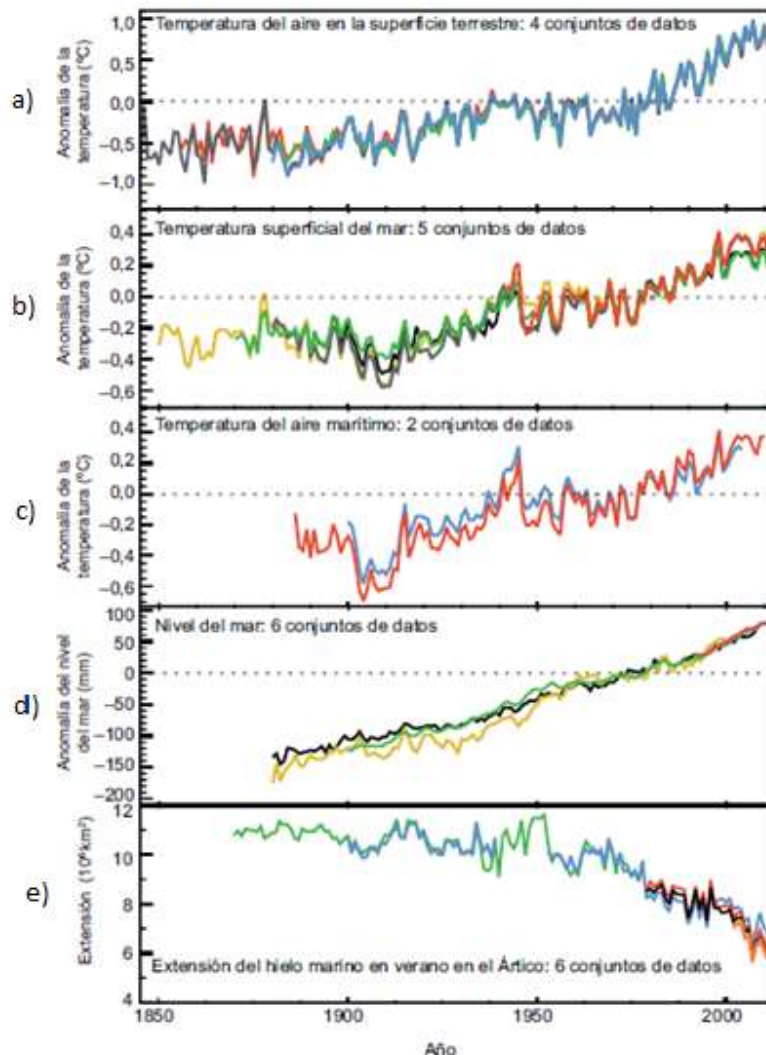 a)
Temperatura del aire en la superficie terrestre: 4 conjuntos de datos
Anomalía de la
temperatura (ºC)
1,0
0,5
0,0
−0,5
−1,0
b)
Temperatura superficial del mar: 5 conjuntos de datos
Anomalía de la
temperatura (ºC)
0,4
0,2
0,0
−0,2
−0,4
−0,6
c)
Temperatura del aire marítimo: 2 conjuntos de datos
Anomalía de la
temperatura (ºC)
0,4
0,2
0,0
−0,2
−0,4
−0,6
d)
Nivel del mar: 6 conjuntos de datos
Anomalía del nivel
del mar (mm)
100
50
0
−50
−100
−150
−200
e)
Extensión (10⁶ km²)
12
10
8
6
4
Extensión del hielo marino en verano en el Ártico: 6 conjuntos de datos
1850
1900
1950
2000
Año